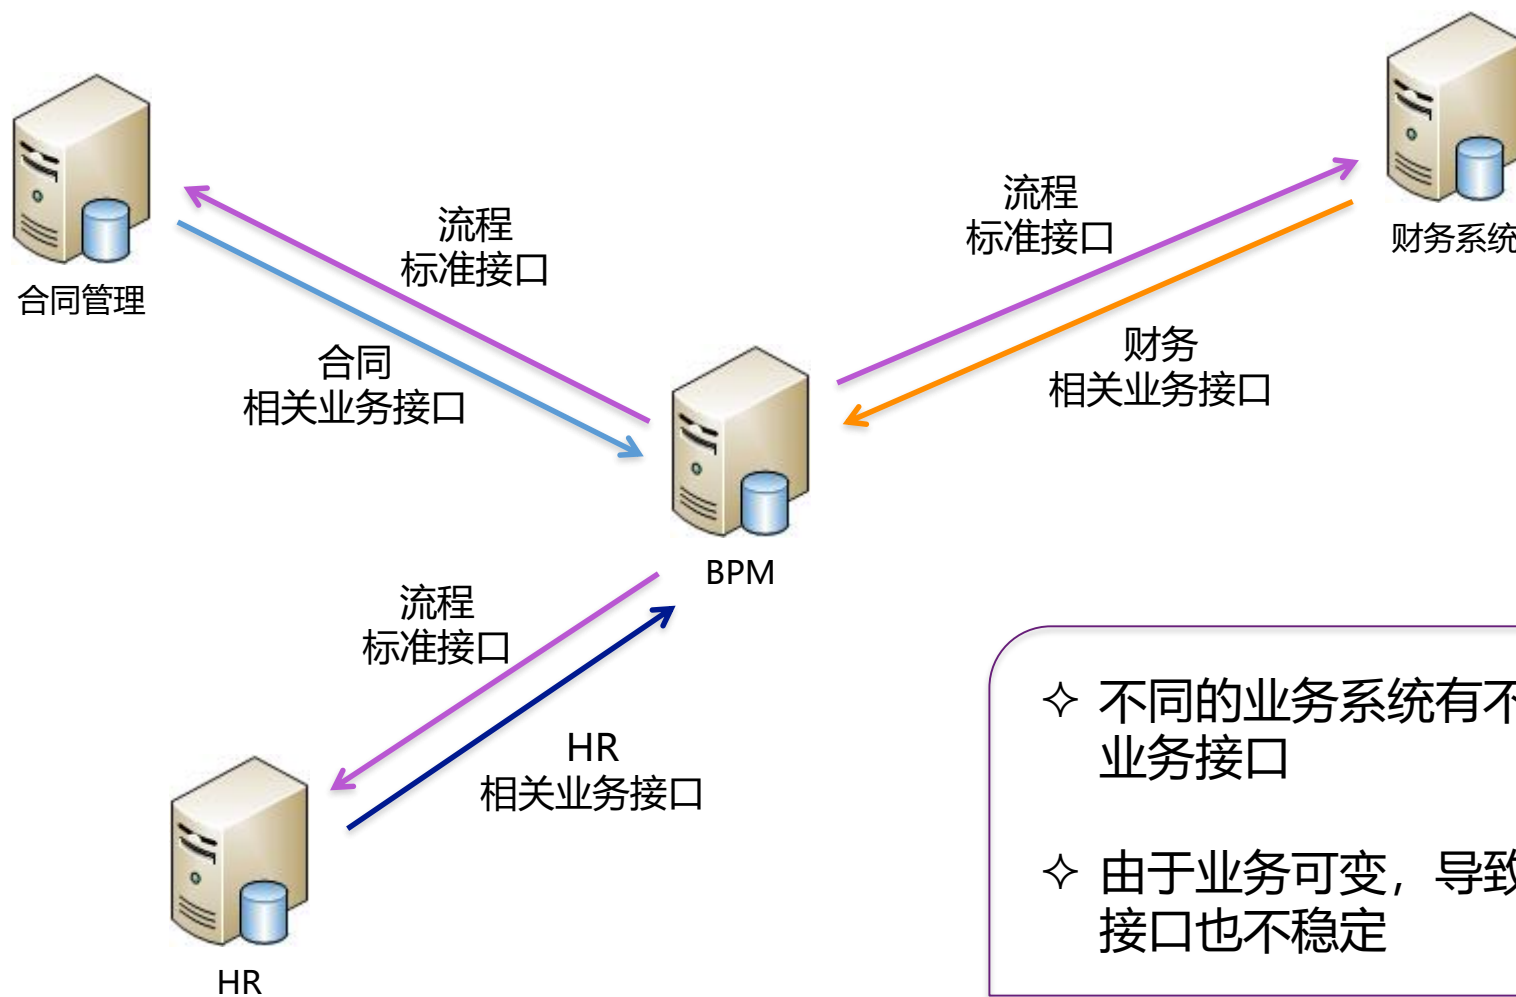 流程
标准接口
财务系统
流程
标准接口
合同管理
财务
相关业务接口
合同
相关业务接口
BPM
流程
标准接口
HR
相关业务接口
HR
✧ 不同的业务系统有不
业务接口
✧ 由于业务可变，导致
接口也不稳定